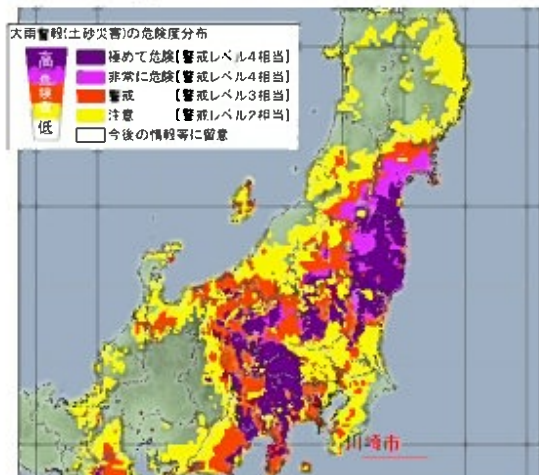 大雨警報(土砂災害)の危険度分布
高
危
険
度
低
極めて危険【警戒レベル4相当】
非常に危険【警戒レベル4相当】
警戒 【警戒レベル3相当】
注意 【警戒レベル2相当】
今後の情報等に留意
川崎市